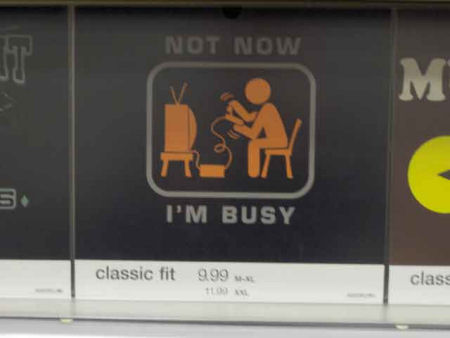 NOT NOW
I'M BUSY
classic fit 9.99 M-XL
11.99 XXL
M
clas